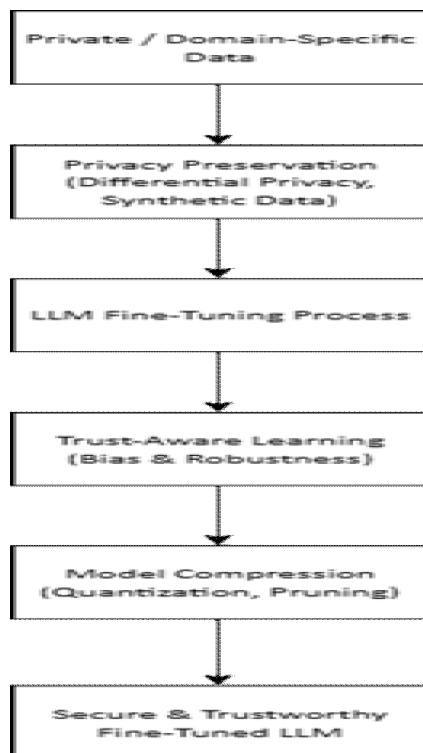 Private / Domain-Specific
Data
Privacy Preservation
(Differential Privacy,
Synthetic Data)
LLM Fine-Tuning Process
Trust-Aware Learning
(Bias & Robustness)
Model Compression
(Quantization, Pruning)
Secure & Trustworthy
Fine-Tuned LLM